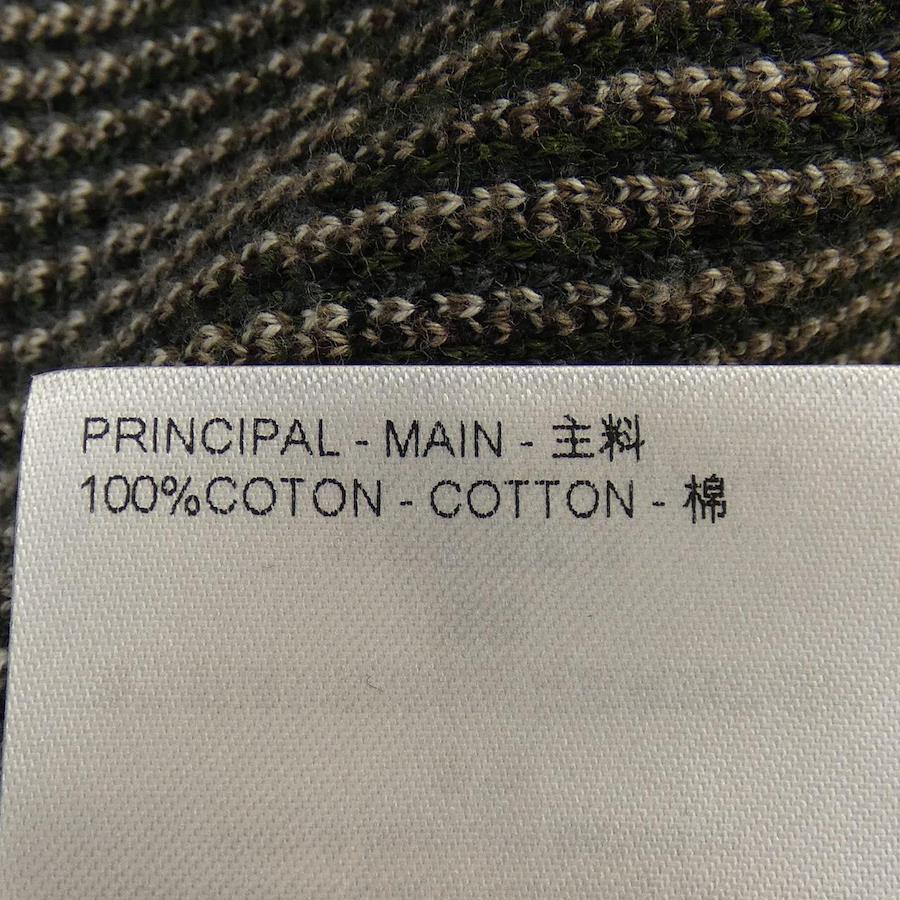 PRINCIPAL - MAIN - 主料
100%COTON - COTTON - 棉